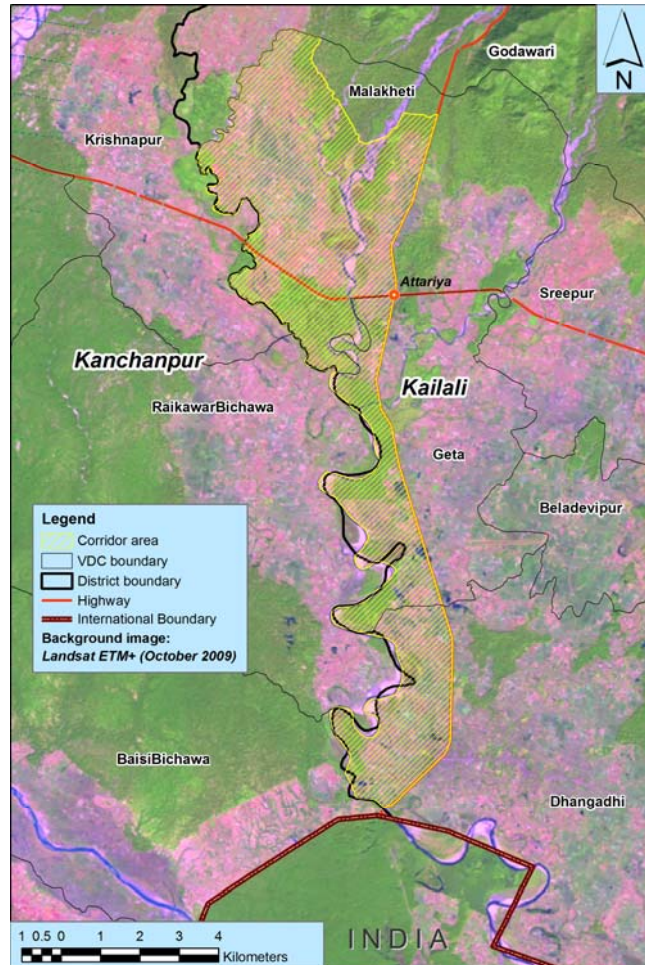 Godawari
N
Malakheti
Krishnapur
Attariya
Sreepur
Kanchanpur
Kailali
RaikawarBichawa
Geta
Beladevipur
Legend
Corridor area
VDC boundary
District boundary
Highway
International Boundary
Background image:
Landsat ETM+ (October 2009)
BaisiBichawa
Dhangadhi
INDIA
1 0.5 0 1 2 3 4
Kilometers